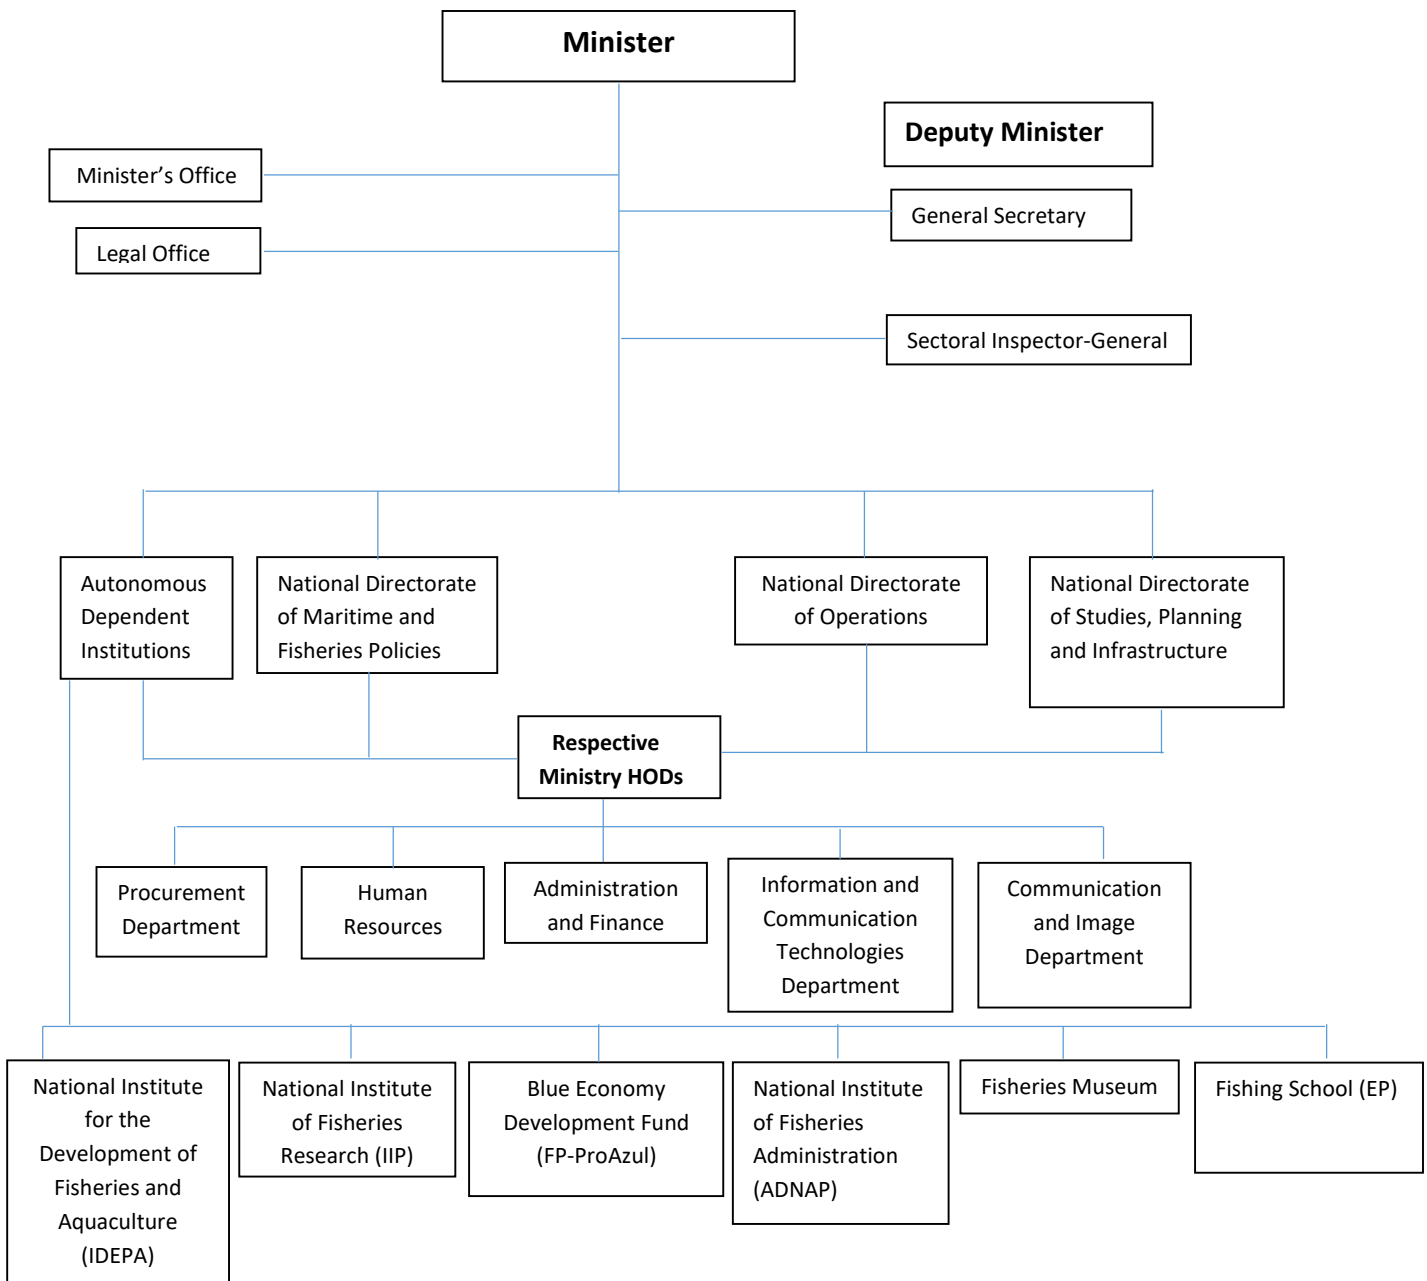 Minister
Deputy Minister
Minister’s Office
General Secretary
Legal Office
Sectoral Inspector-General
Autonomous
Dependent
Institutions
National Directorate
of Maritime and
Fisheries Policies
National Directorate
of Operations
National Directorate
of Studies, Planning
and Infrastructure
Respective
Ministry HODs
Procurement
Department
Human
Resources
Administration
and Finance
Information and
Communication
Technologies
Department
Communication
and Image
Department
National Institute
for the
Development of
Fisheries and
Aquaculture
(IDEPA)
National Institute
of Fisheries
Research (IIP)
Blue Economy
Development Fund
(FP-ProAzul)
National Institute
of Fisheries
Administration
(ADNAP)
Fisheries Museum
Fishing School (EP)